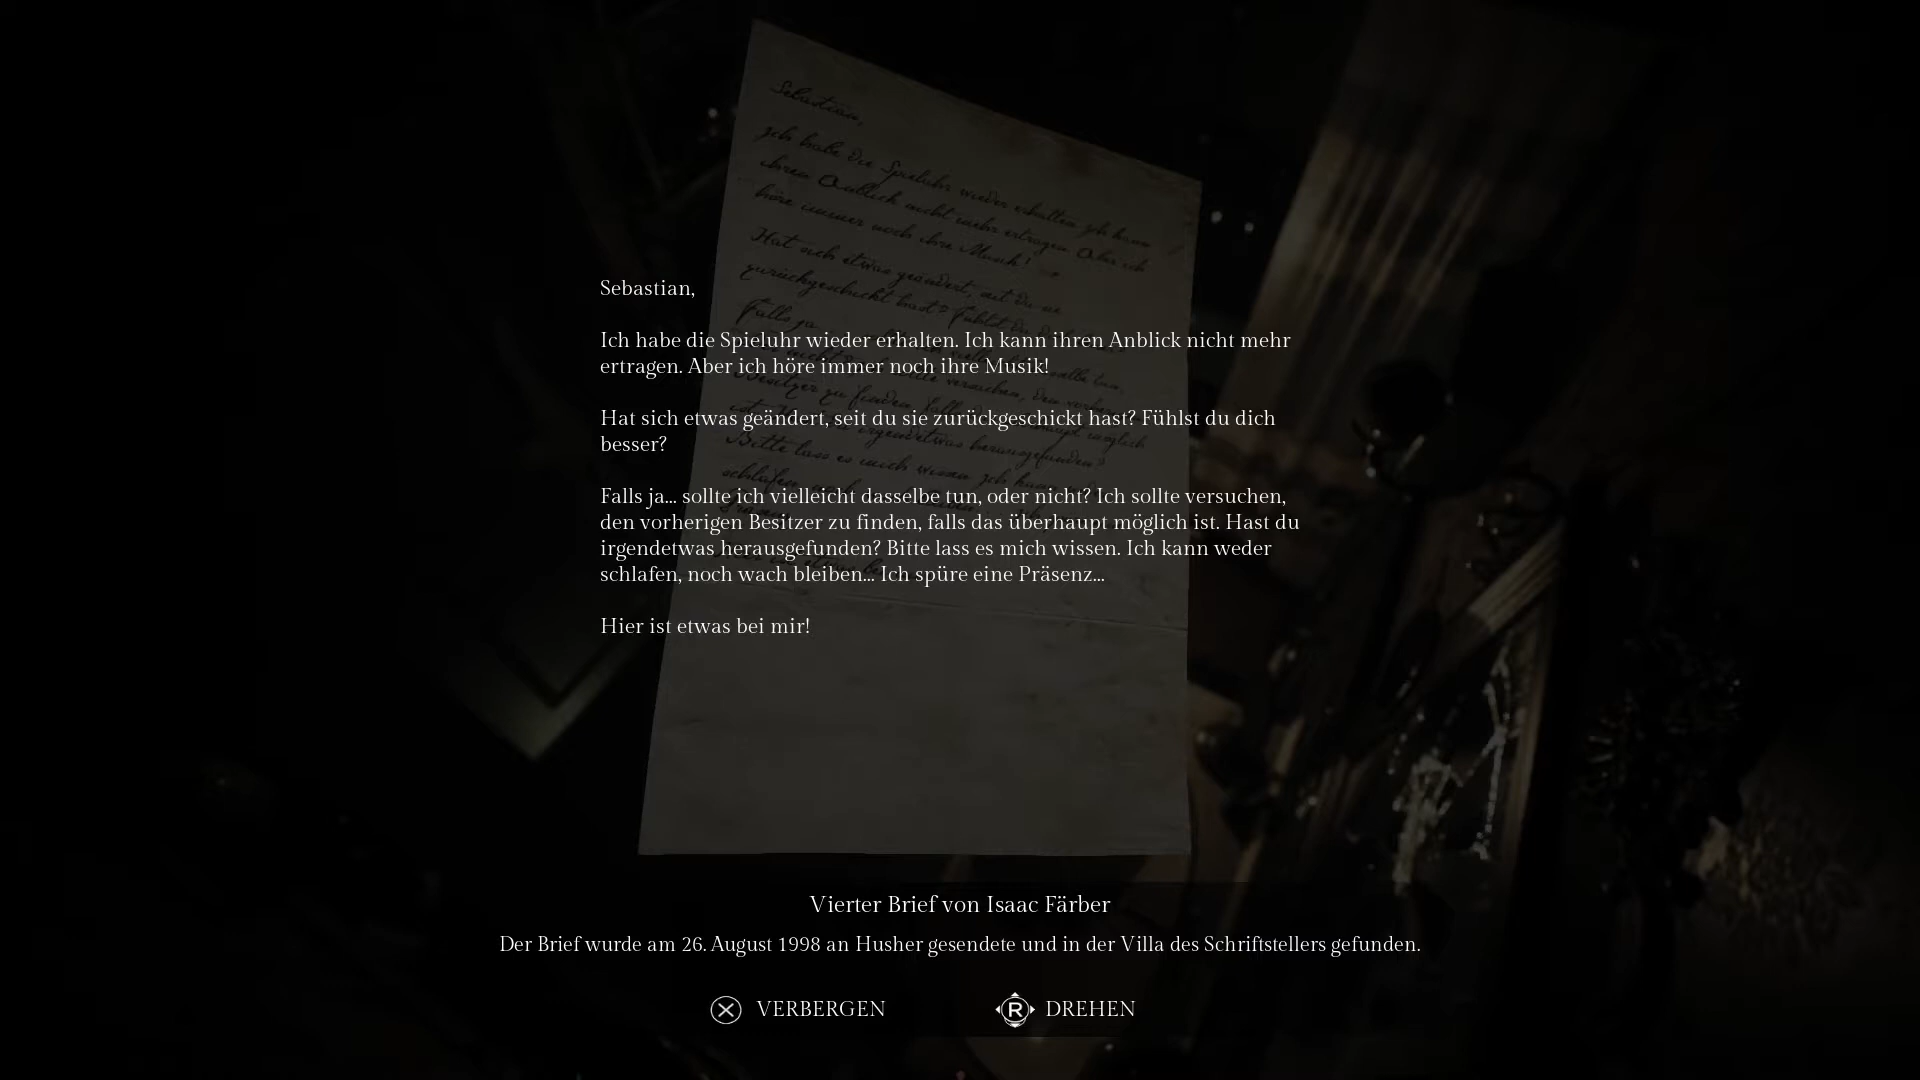 Sebastian,
Ich habe die Spieluhr wieder erhalten. Ich kann ihren Anblick nicht mehr
ertragen. Aber ich höre immer noch ihre Musik!
Hat sich etwas geändert, seit du sie zurückgeschickt hast? Fühlst du dich
besser?
Falls ja... sollte ich vielleicht dasselbe tun, oder nicht? Ich sollte versuchen,
den vorherigen Besitzer zu finden, falls das überhaupt möglich ist. Hast du
irgendetwas herausgefunden? Bitte lass es mich wissen. Ich kann weder
schlafen, noch wach bleiben... Ich spüre eine Präsenz...
Hier ist etwas bei mir!
Vierter Brief von Isaac Färber
Der Brief wurde am 26. August 1998 an Husher gesendete und in der Villa des Schriftstellers gefunden.
VERBERGEN
R DREHEN